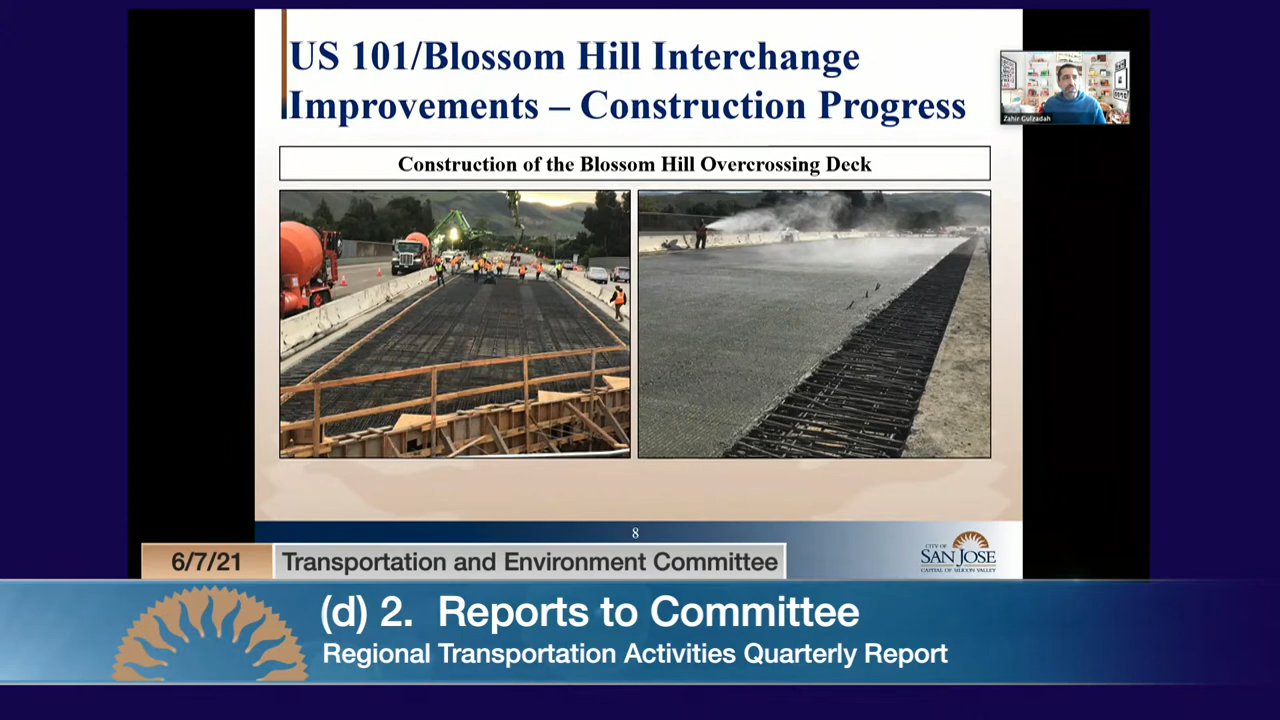 US 101/Blossom Hill Interchange
Improvements – Construction Progress
Zahir Gulzadah
Construction of the Blossom Hill Overcrossing Deck
8
CITY OF
SAN JOSE
CAPITAL OF SILICON VALLEY
6/7/21
Transportation and Environment Committee
(d) 2. Reports to Committee
Regional Transportation Activities Quarterly Report